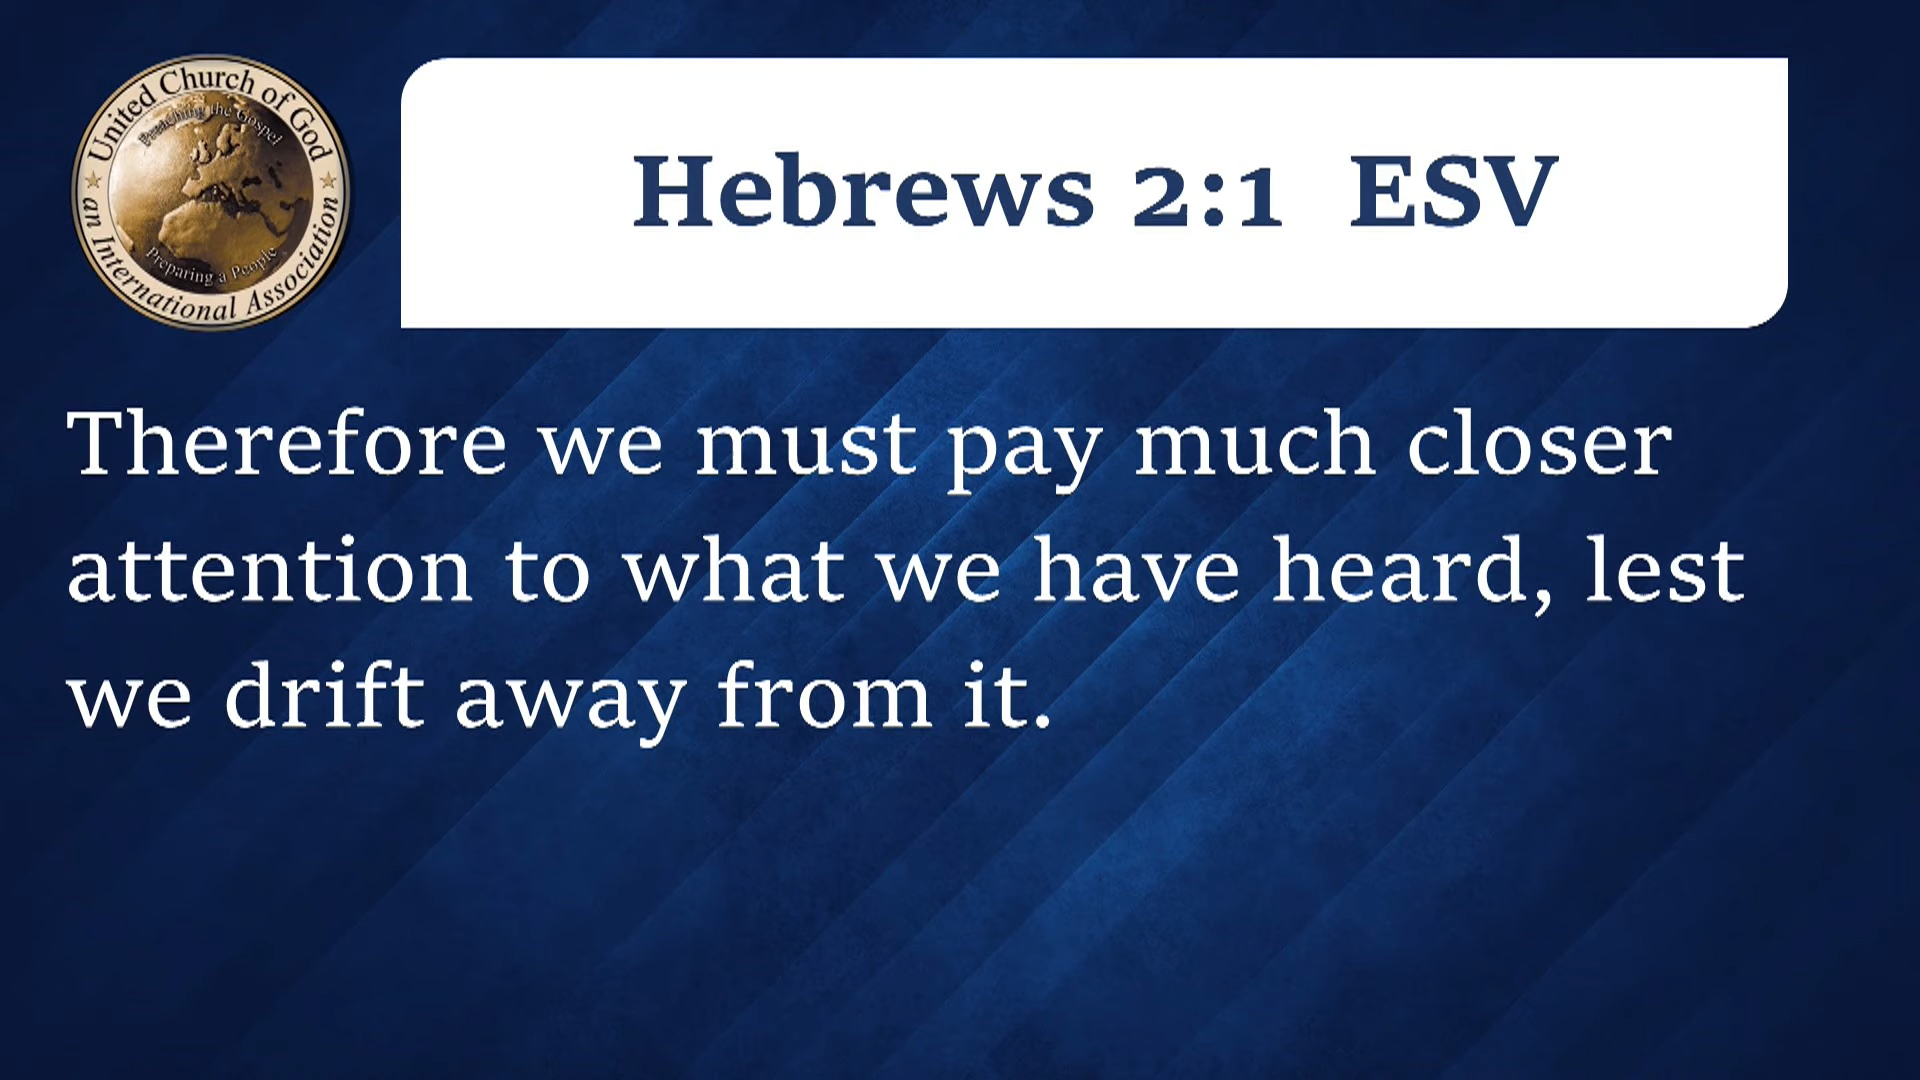 United Church of God
Preaching the Gospel
Preparing a People
an International Association
Hebrews 2:1 ESV
Therefore we must pay much closer
attention to what we have heard, lest
we drift away from it.